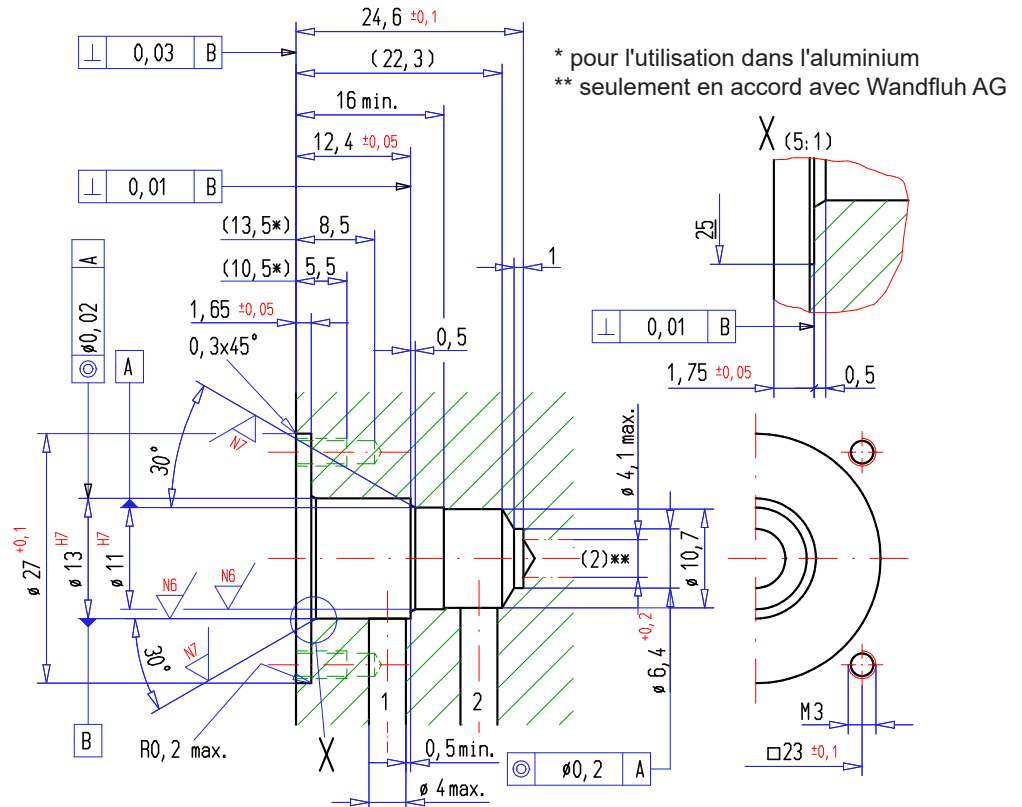 24,6 ±0,1
⊥ 0,03 B
(22,3)
* pour l'utilisation dans l'aluminium
** seulement en accord avec Wandfluh AG
16 min.
12,4 ±0,05
X (5:1)
⊥ 0,01 B
(13,5*) 8,5
(10,5*) 5,5
25
1
1,65 ±0,05
0,5
0,3x45°
◎ ø0,02 A
A
⊥ 0,01 B
1,75 ±0,05
0,5
N7
30°
ø 4,1 max.
ø 27 +0,1
ø 13 H7
ø 11 H7
(2)**
ø 10,7
N6
N6
ø 6,4 +0,2
N7
30°
B
R0,2 max.
X
1
2
0,5 min.
ø 4 max.
◎ ø0,2 A
M3
□23 ±0,1